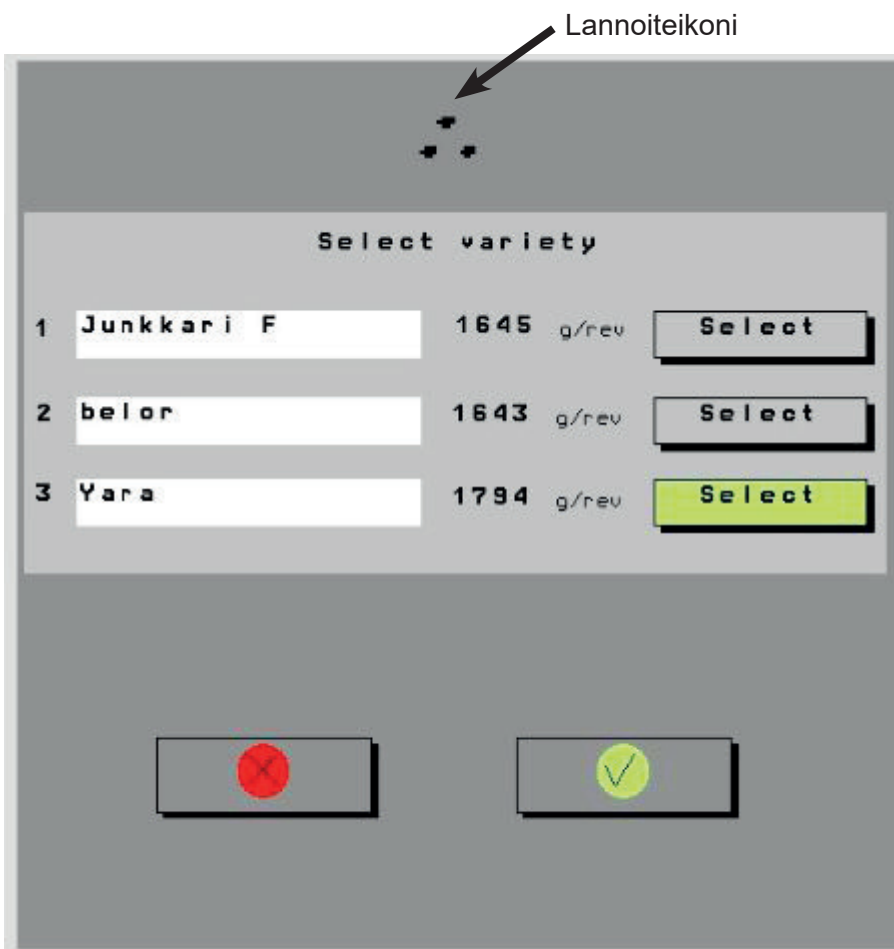 Lannoiteikoni
Select variety
1 Junkkari F 1645 g/rev Select
2 belor 1643 g/rev Select
3 Yara 1794 g/rev Select